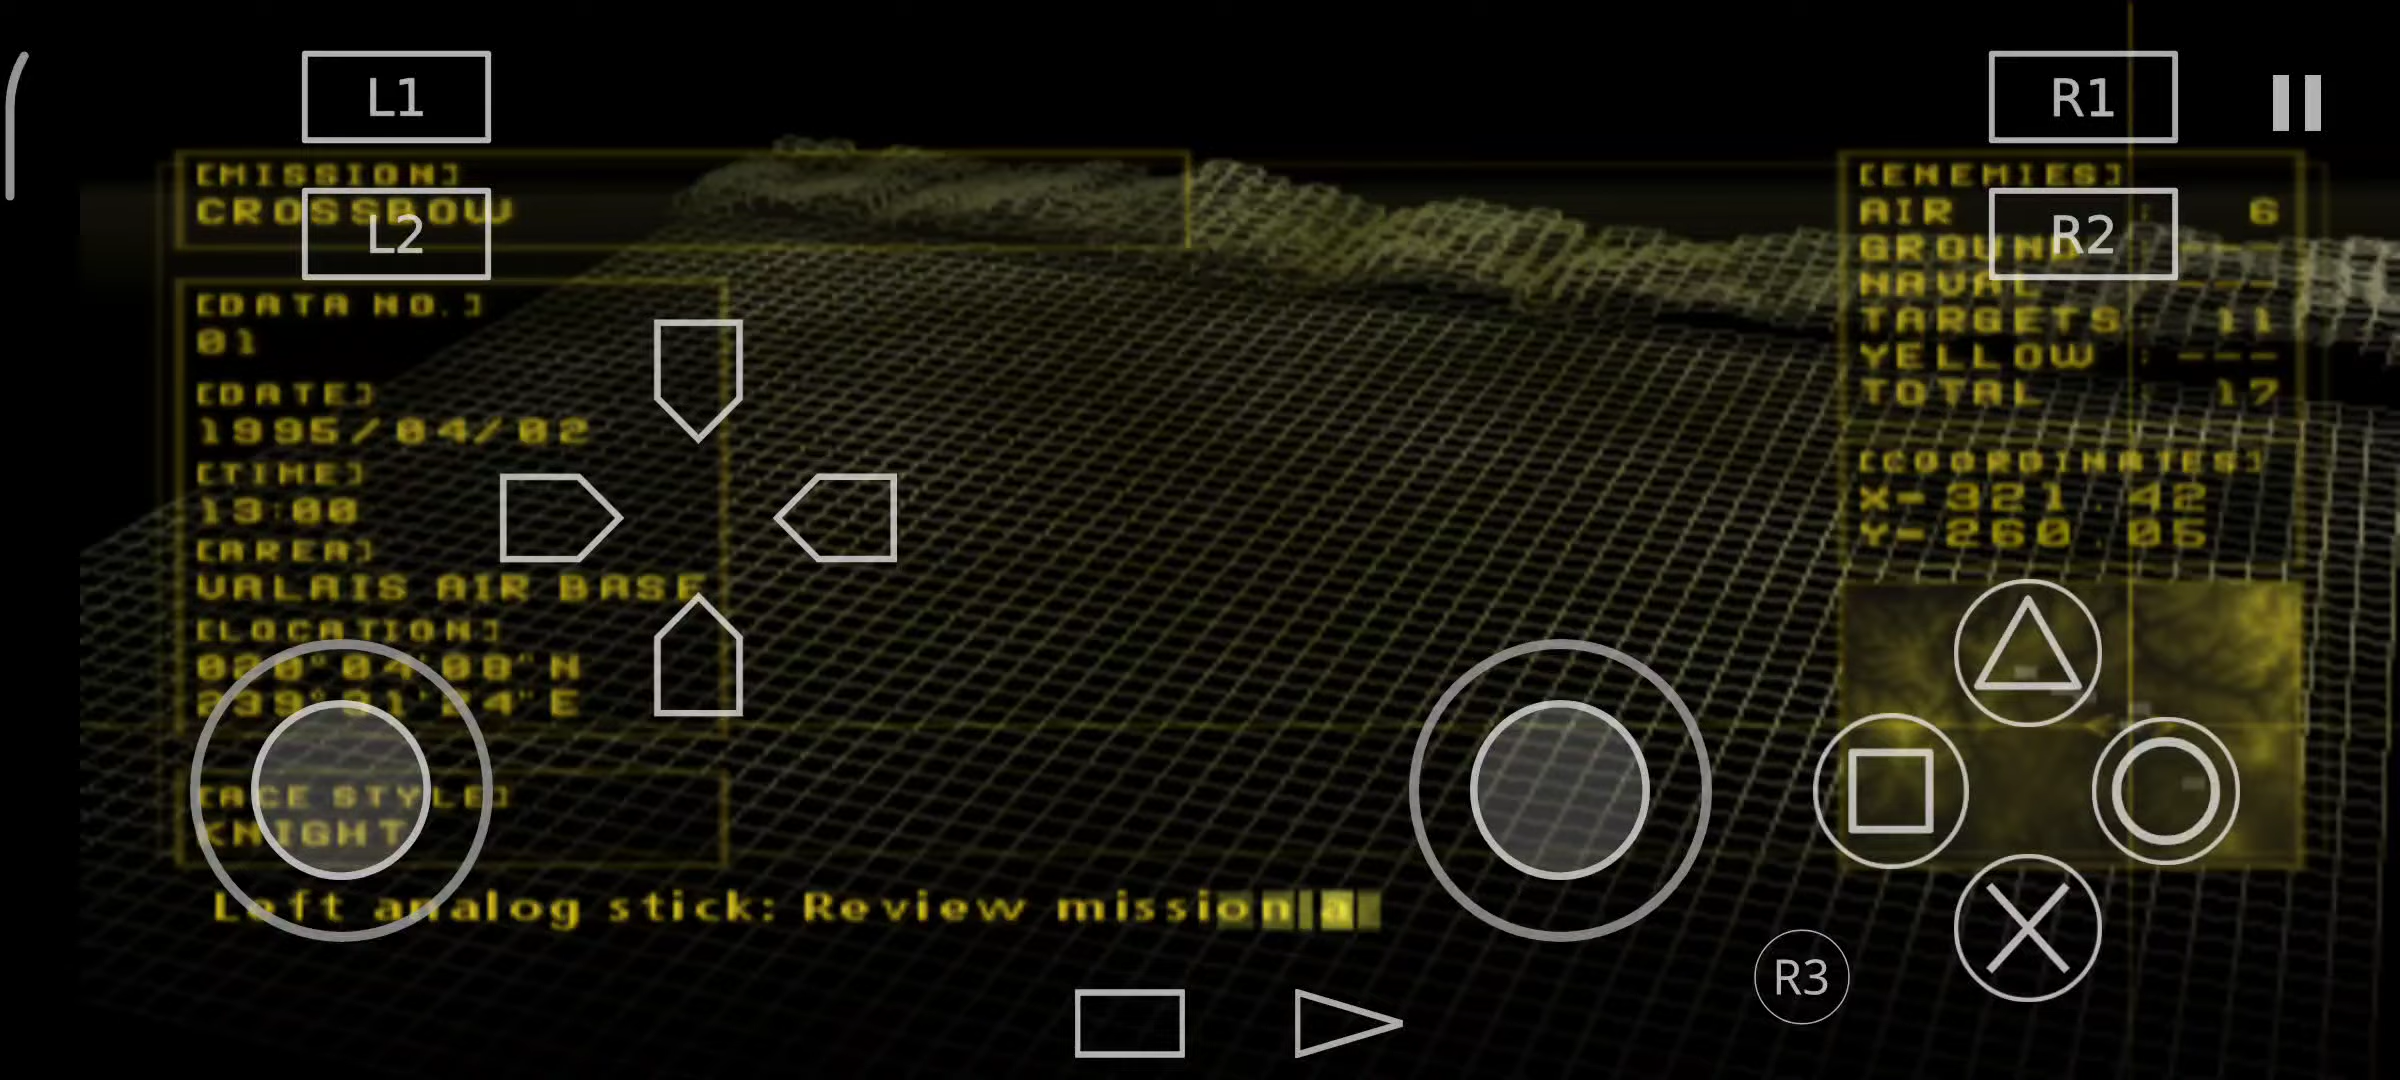 L1
R1
[MISSION]
CROSSBOW
L2
[DATA NO.]
01
[DATE]
1995/04/02
[TIME]
13:00
[AREA]
VALAIS AIR BASE
[LOCATION]
N
E
[ACE STYLE]
KNIGHT
Left analog stick: Review mission a
[ENEMIES]
AIR : 6
R2
GROUND : ---
NAVAL : ---
TARGETS : 11
YELLOW : ---
TOTAL : 17
[COORDINATES]
X- 321.42
Y- 260.05
R3